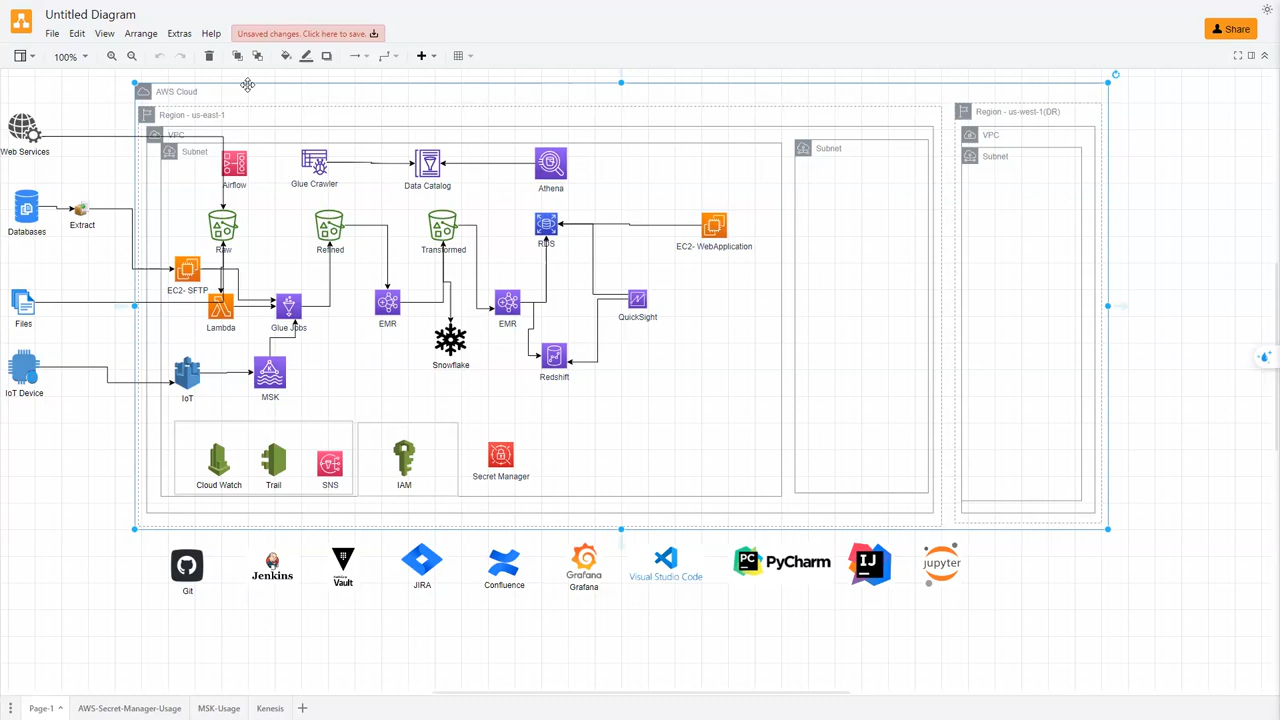 Untitled Diagram
File Edit View Arrange Extras Help
Unsaved changes. Click here to save.
Share
100%
AWS Cloud
Region - us-east-1
Region - us-west-1(DR)
VPC
VPC
Subnet
Subnet
Subnet
Web Services
Airflow
Glue Crawler
Data Catalog
Athena
Databases
Extract
Raw
Refined
Transformed
RDS
EC2- WebApplication
EC2- SFTP
Files
Lambda
Glue Jobs
EMR
EMR
QuickSight
Snowflake
Redshift
IoT Device
IoT
MSK
Cloud Watch
Trail
SNS
IAM
Secret Manager
Git
Jenkins
Vault
JIRA
Confluence
Grafana
Grafana
Visual Studio Code
PC
PyCharm
IJ
jupyter
Page-1
AWS-Secret-Manager-Usage
MSK-Usage
Kenesis